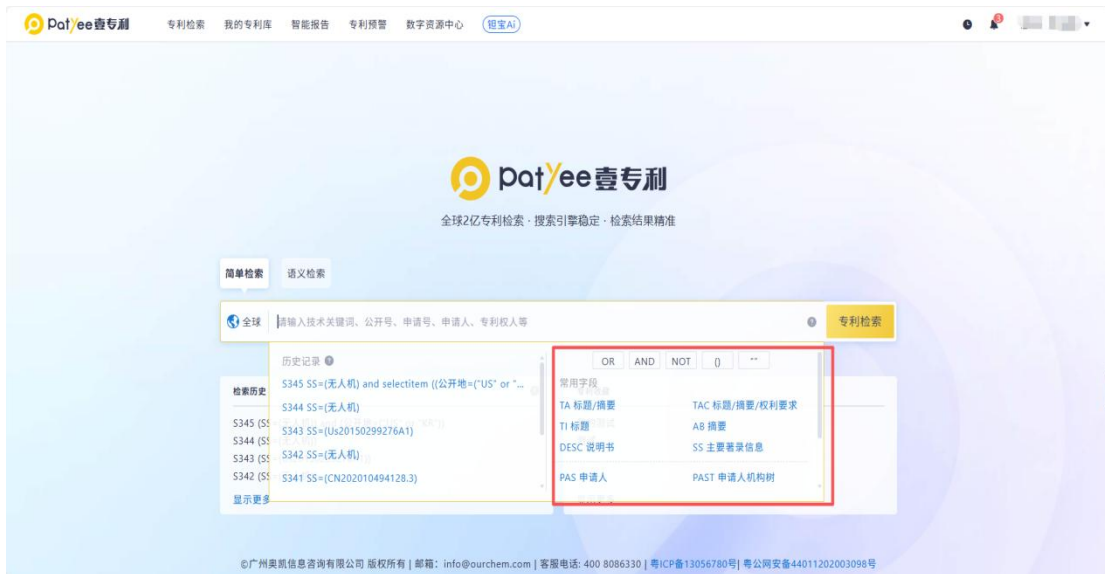 Patyee壹专利 专利检索 我的专利库 智能报告 专利预警 数字资源中心 钽宝Ai 3
Patyee壹专利
全球2亿专利检索 · 搜索引擎稳定 · 检索结果精准
简单检索 语义检索
全球 请输入技术关键词、公开号、申请号、申请人、专利权人等 专利检索
历史记录
S345 SS=(无人机) and selectitem ((公开地=("US" or "...
S344 SS=(无人机)
S343 SS=(Us20150299276A1)
S342 SS=(无人机)
S341 SS=(CN202010494128.3)
OR AND NOT () ""
常用字段
TA 标题/摘要 TAC 标题/摘要/权利要求
TI 标题 AB 摘要
DESC 说明书 SS 主要著录信息
PAS 申请人 PAST 申请人机构树
检索历史
S345 (SS
S344 (SS
S343 (SS
S342 (SS
显示更多
©广州奥凯信息咨询有限公司 版权所有 | 邮箱：info@ourchem.com | 客服电话: 400 8086330 | 粤ICP备13056780号| 粤公网安备44011202003098号